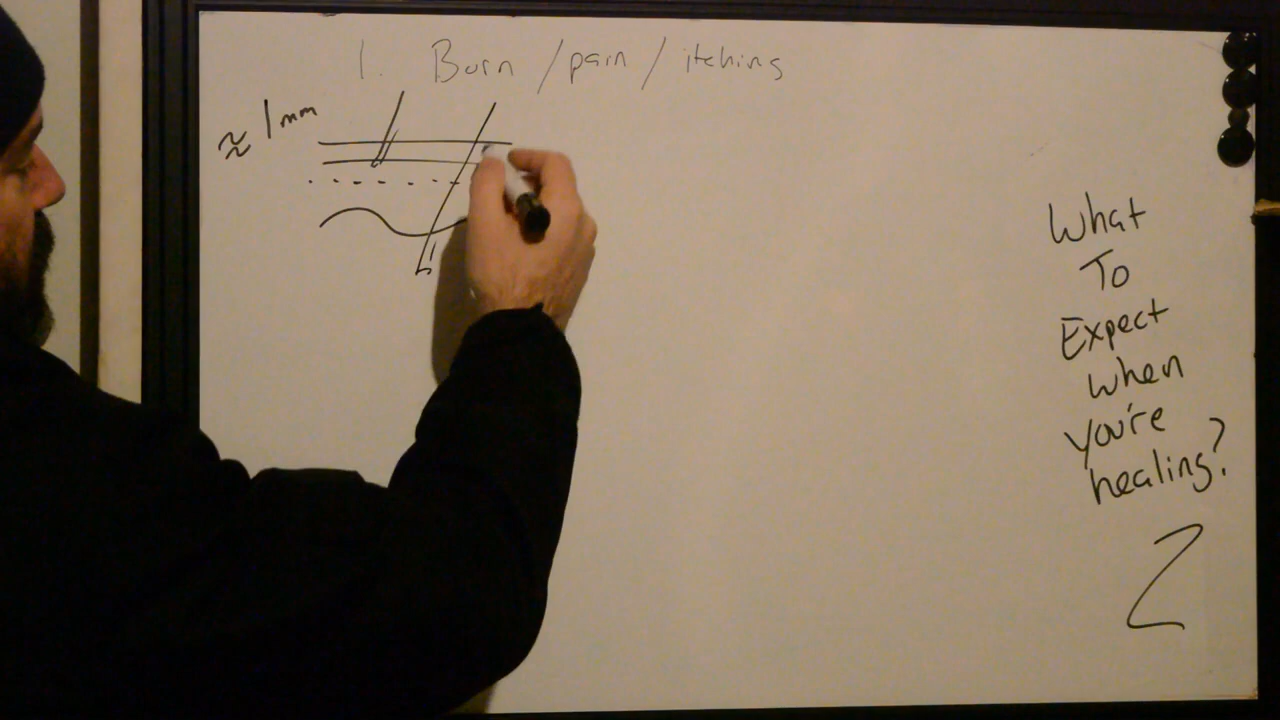 1. Burn / pain / itching
≈ 1mm
What
To
Expect
when
you're
healing?
2